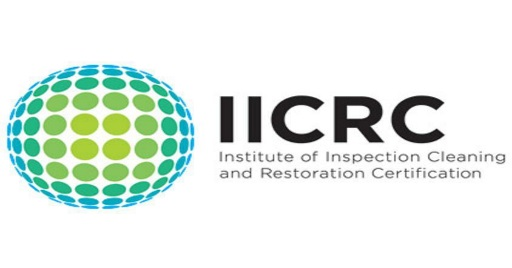 IICRC
Institute of Inspection Cleaning
and Restoration Certification